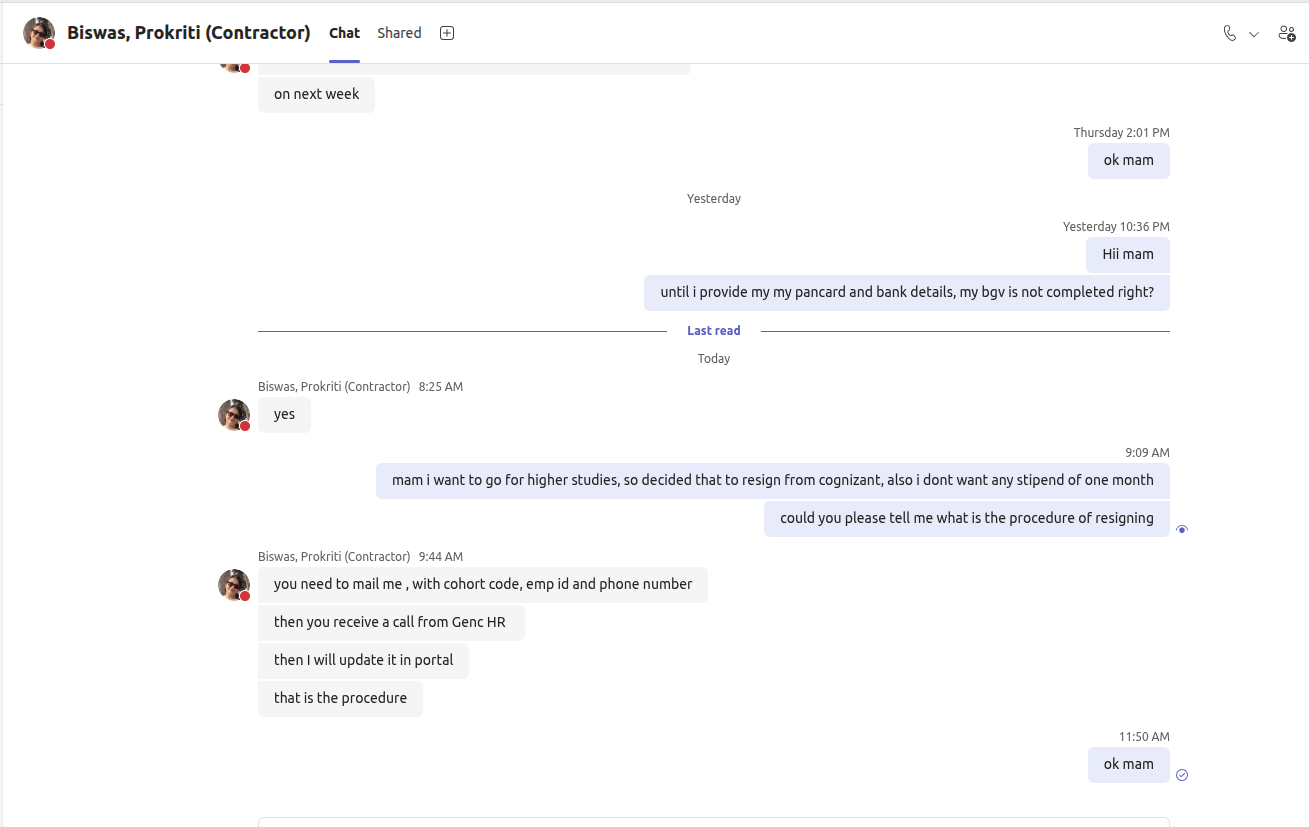 Biswas, Prokriti (Contractor) Chat Shared
on next week
Thursday 2:01 PM
ok mam
Yesterday
Yesterday 10:36 PM
Hii mam
until i provide my my pancard and bank details, my bgv is not completed right?
Last read
Today
Biswas, Prokriti (Contractor) 8:25 AM
yes
9:09 AM
mam i want to go for higher studies, so decided that to resign from cognizant, also i dont want any stipend of one month
could you please tell me what is the procedure of resigning
Biswas, Prokriti (Contractor) 9:44 AM
you need to mail me , with cohort code, emp id and phone number
then you receive a call from Genc HR
then I will update it in portal
that is the procedure
11:50 AM
ok mam